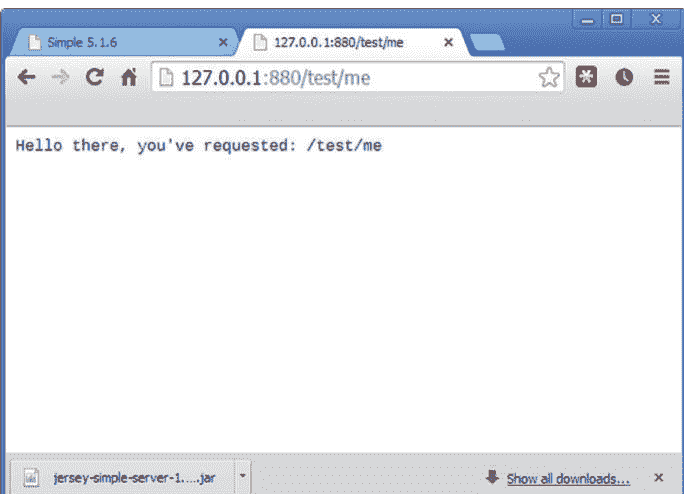 Simple 5.1.6
127.0.0.1:880/test/me
127.0.0.1:880/test/me
Hello there, you've requested: /test/me
jersey-simple-server-1....jar
Show all downloads...